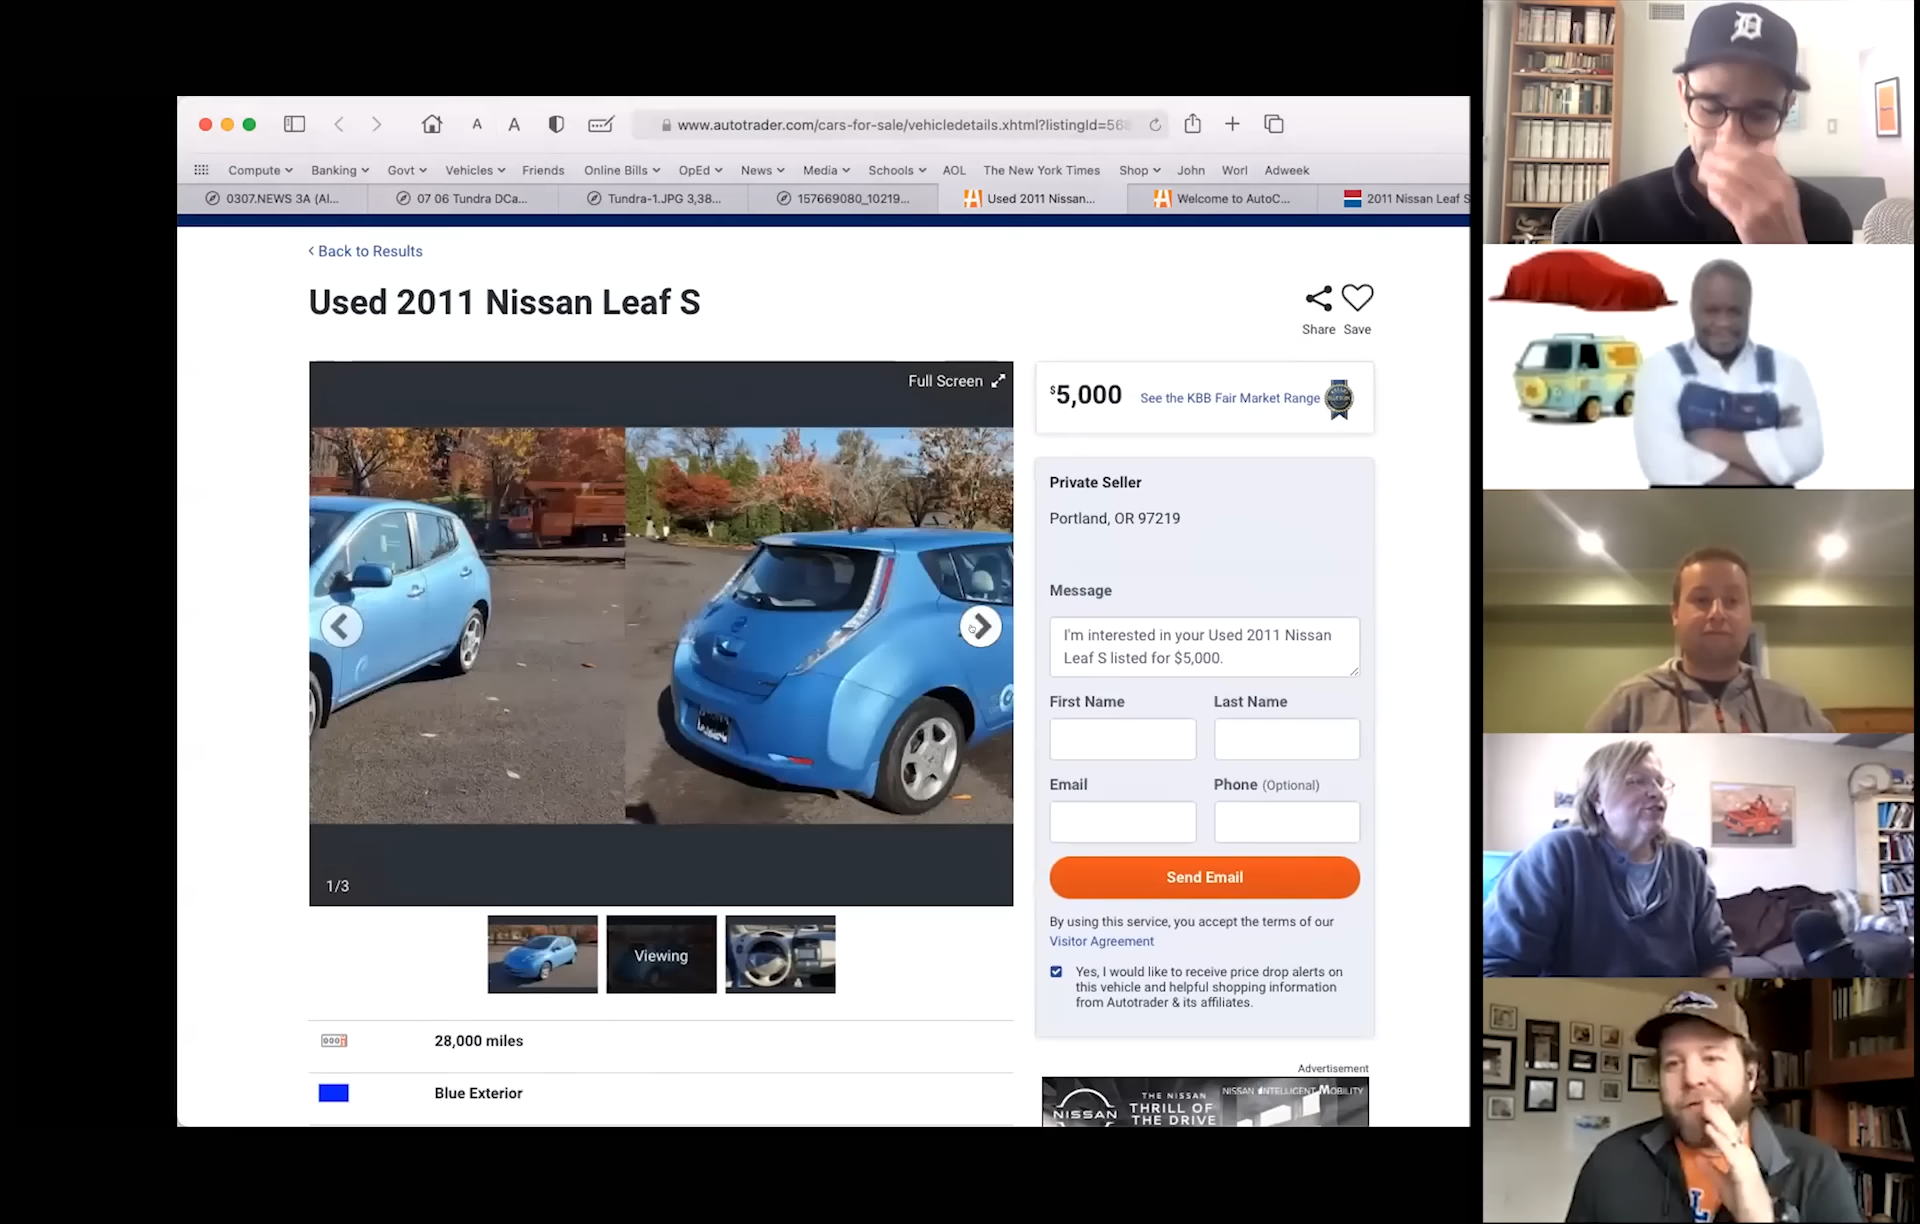 www.autotrader.com/cars-for-sale/vehicledetails.xhtml?listingId=568
Compute Banking Govt Vehicles Friends Online Bills OpEd News Media Schools AOL The New York Times Shop John Worl Adweek
0307.NEWS 3A (Al... 07 06 Tundra DCa... Tundra-1.JPG 3,38... 157669080_10219... Used 2011 Nissan... Welcome to AutoC... 2011 Nissan Leaf S
< Back to Results
Used 2011 Nissan Leaf S
Share Save
Full Screen
$5,000 See the KBB Fair Market Range
Private Seller
Portland, OR 97219
Message
I'm interested in your Used 2011 Nissan
Leaf S listed for $5,000.
First Name Last Name
Email Phone (Optional)
Send Email
By using this service, you accept the terms of our
Visitor Agreement
Yes, I would like to receive price drop alerts on
this vehicle and helpful shopping information
from Autotrader & its affiliates.
1/3
Viewing
28,000 miles
Blue Exterior
Advertisement
NISSAN
THE NISSAN
THRILL OF
THE DRIVE
NISSAN INTELLIGENT MOBILITY
D